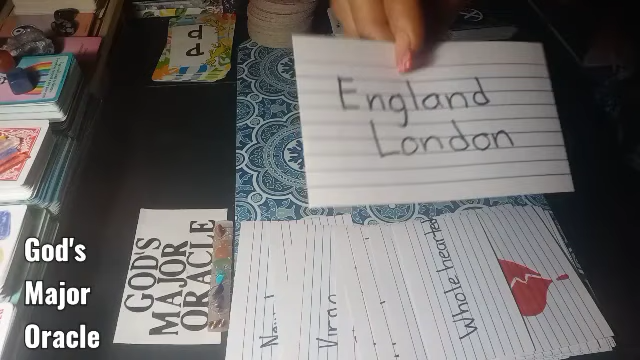 England
London
Whole hearted
GOD'S
MAJOR
ORACLE
God's
Major
Oracle